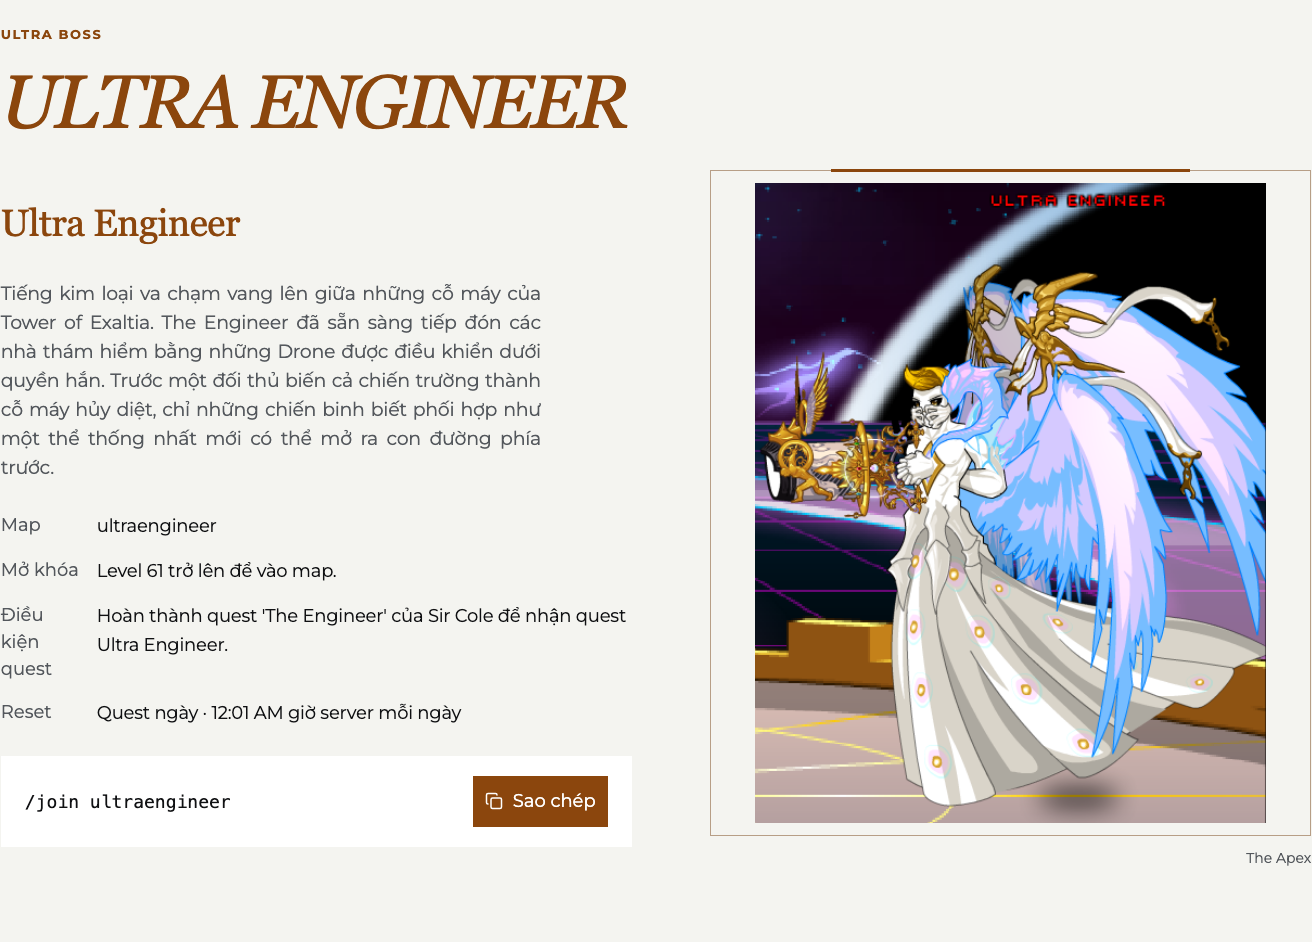 ULTRA BOSS
ULTRA ENGINEER
Ultra Engineer
Tiếng kim loại va chạm vang lên giữa những cỗ máy của
Tower of Exaltia. The Engineer đã sẵn sàng tiếp đón các
nhà thám hiểm bằng những Drone được điều khiển dưới
quyền hắn. Trước một đối thủ biến cả chiến trường thành
cỗ máy hủy diệt, chỉ những chiến binh biết phối hợp như
một thể thống nhất mới có thể mở ra con đường phía
trước.
Map ultraengineer
Mở khóa Level 61 trở lên để vào map.
Điều kiện quest Hoàn thành quest 'The Engineer' của Sir Cole để nhận quest
Ultra Engineer.
Reset Quest ngày · 12:01 AM giờ server mỗi ngày
/join ultraengineer
Sao chép
ULTRA ENGINEER
The Apex